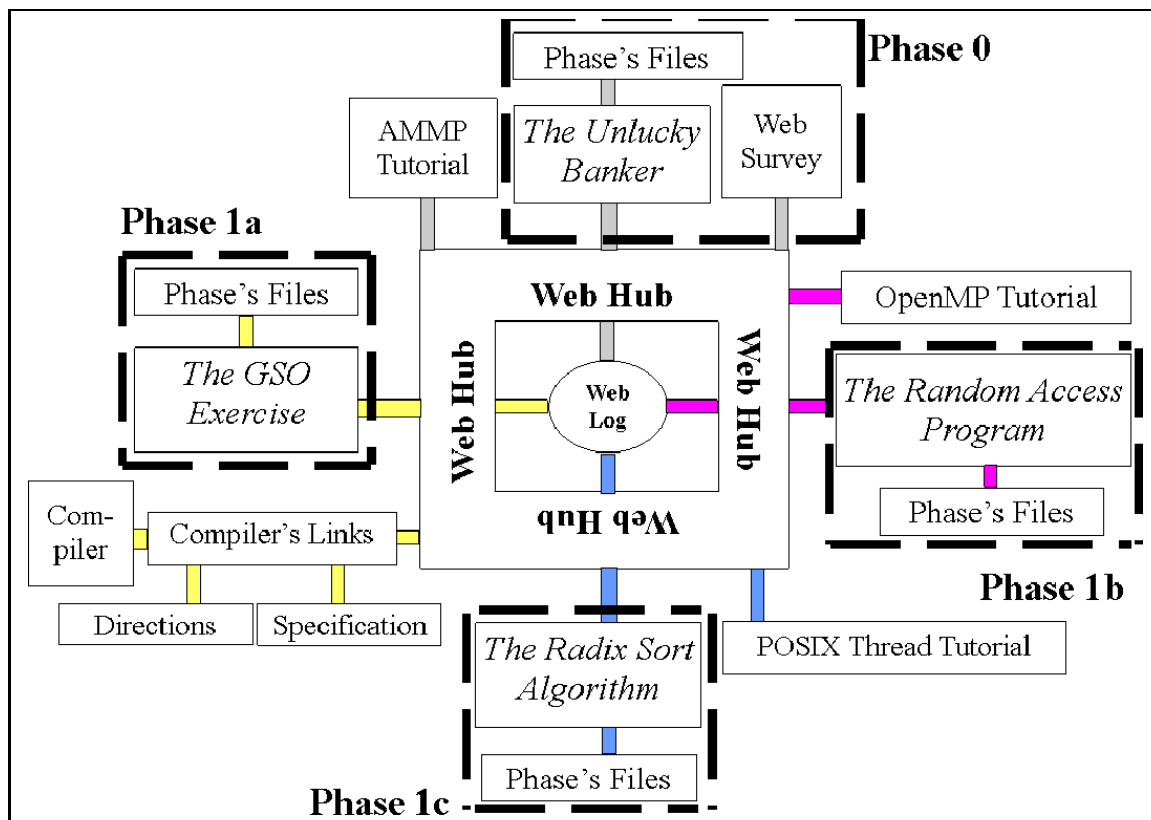 Phase's Files
Phase 0
AMMP
Tutorial
The Unlucky
Banker
Web
Survey
Phase 1a
Phase's Files
The GSO
Exercise
Web Hub
Web Hub
Web
Log
Web Hub
Web Hub
OpenMP Tutorial
The Random Access
Program
Phase's Files
Phase 1b
Com-
piler
Compiler's Links
Directions
Specification
The Radix Sort
Algorithm
Phase's Files
Phase 1c
POSIX Thread Tutorial